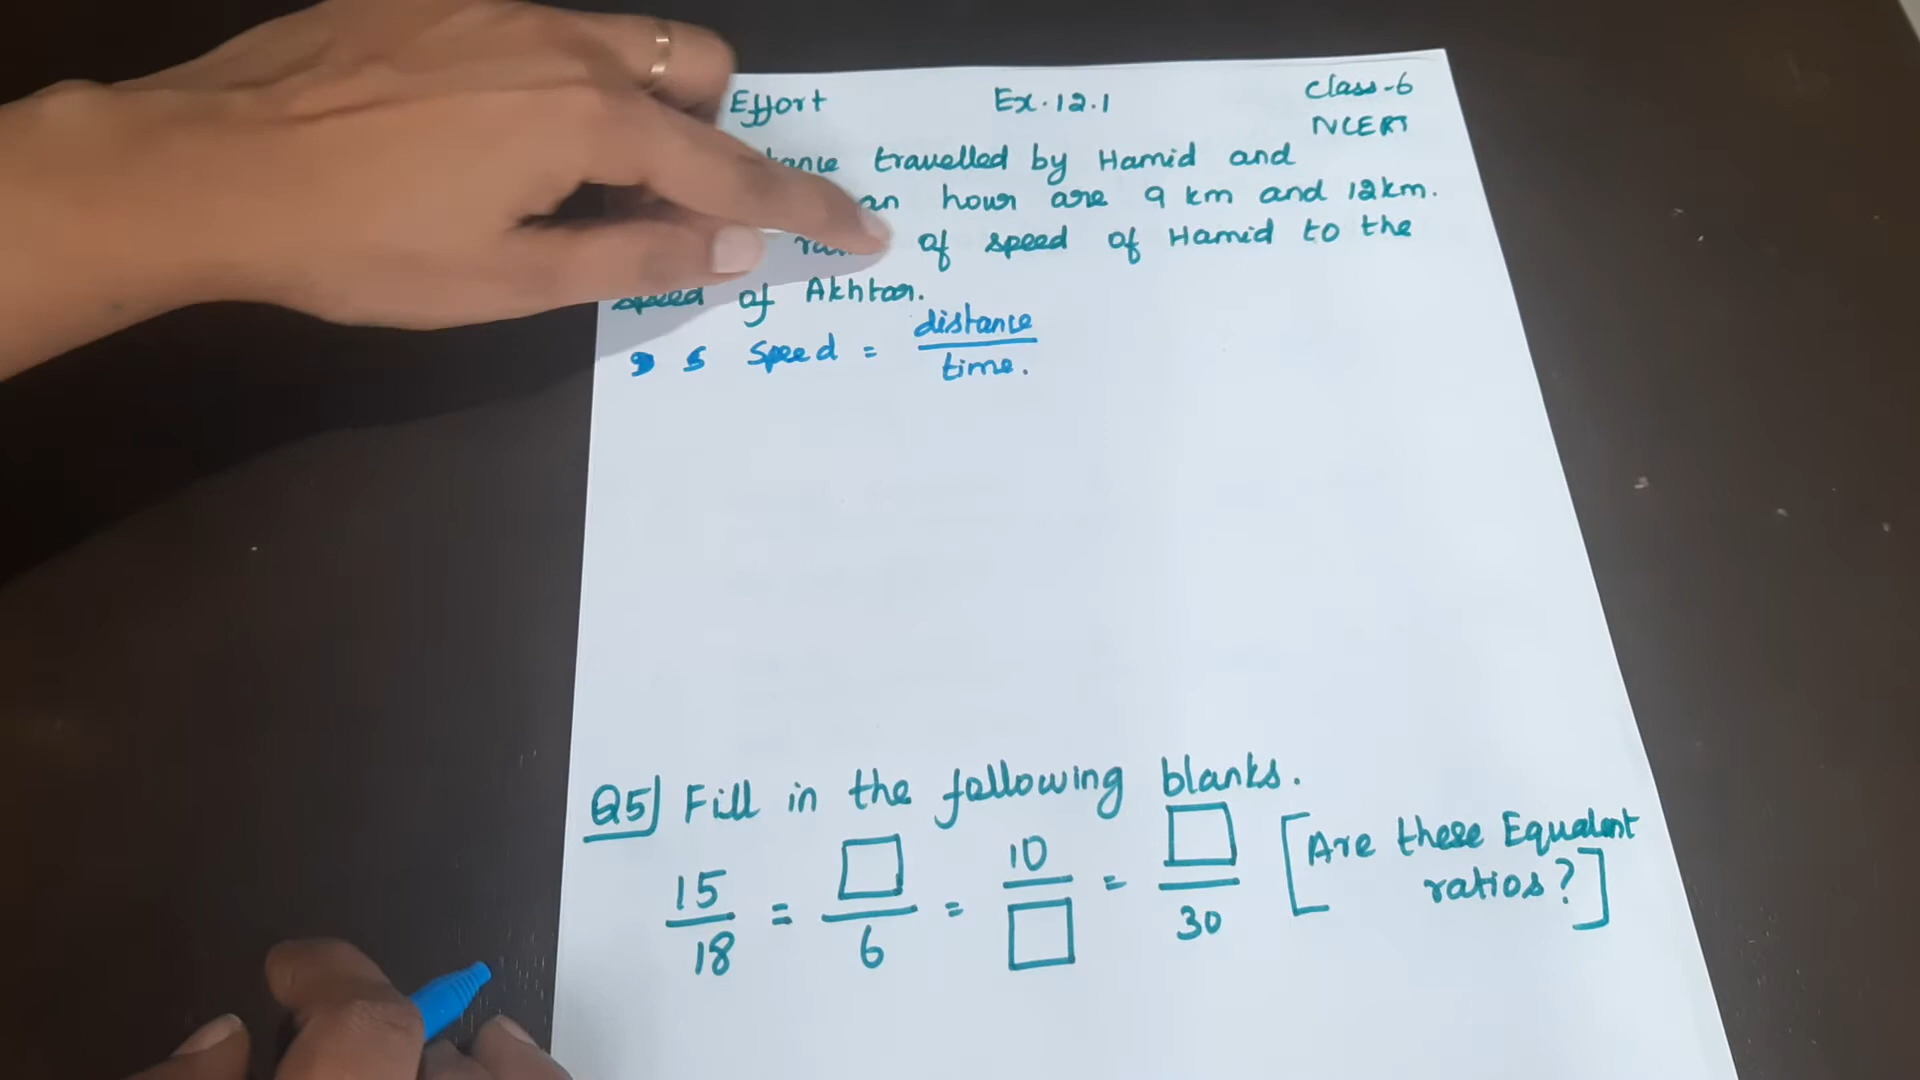 Effort Ex. 12.1 Class-6
NCERT
travelled by Hamid and
an hour are 9 km and 12km.
of speed of Hamid to the
speed of Akhtar.
Speed = distance / time.
Q5) Fill in the following blanks.
15/18 = □/6 = 10/□ = □/30 [Are these Equalent
ratios?]